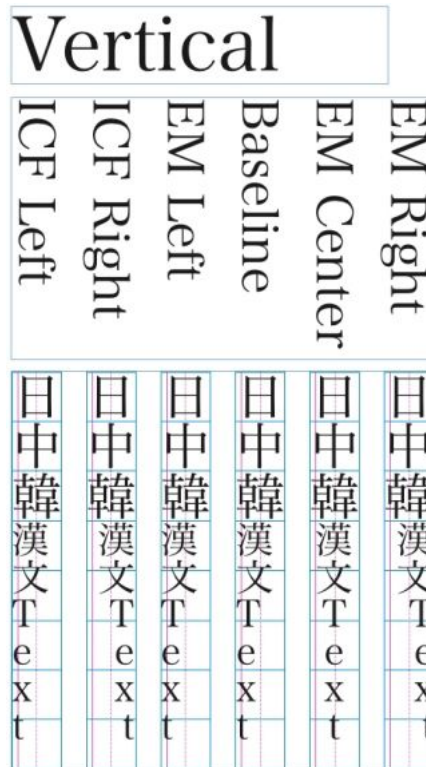 Vertical
ICF Left
ICF Right
EM Left
Baseline
EM Center
EM Right
日中韓漢文Text
日中韓漢文Text
日中韓漢文Text
日中韓漢文Text
日中韓漢文Text
日中韓漢文Text